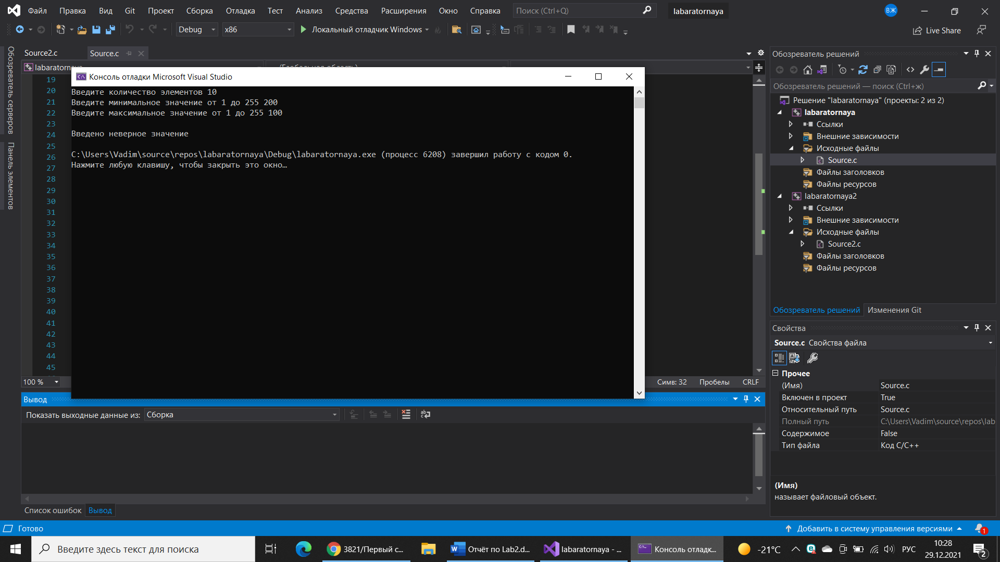 Файл Правка Вид Git Проект Сборка Отладка Тест Анализ Средства Расширения Окно Справка Поиск (Ctrl+Q) labaratornaya ВЖ
Debug x86 Локальный отладчик Windows Live Share
Обозреватель серверов
Панель элементов
Source2.c Source.c
labaratornaya (Глобальная область)
19
20
21
22
23
24
25
26
27
28
29
30
31
32
33
34
35
36
37
38
39
40
41
42
43
44
45
Консоль отладки Microsoft Visual Studio
Введите количество элементов 10
Введите минимальное значение от 1 до 255 200
Введите максимальное значение от 1 до 255 100
Введено неверное значение
C:\Users\Vadim\source\repos\labaratornaya\Debug\labaratornaya.exe (процесс 6208) завершил работу с кодом 0.
Нажмите любую клавишу, чтобы закрыть это окно…
100 % Симв: 32 Пробелы CRLF
Вывод
Показать выходные данные из: Сборка
Список ошибок Вывод
Обозреватель решений
Обозреватель решений — поиск (Ctrl+ж)
Решение "labaratornaya" (проекты: 2 из 2)
labaratornaya
Ссылки
Внешние зависимости
Исходные файлы
Source.c
Файлы заголовков
Файлы ресурсов
labaratornaya2
Ссылки
Внешние зависимости
Исходные файлы
Source2.c
Файлы заголовков
Файлы ресурсов
Обозреватель решений Изменения Git
Свойства
Source.c Свойства файла
Прочее
(Имя) Source.c
Включен в проект True
Относительный путь Source.c
Полный путь C:\Users\Vadim\source\repos\lab
Содержимое False
Тип файла Код C/C++
(Имя)
называет файловый объект.
Готово Добавить в систему управления версиями 1
Введите здесь текст для поиска 3821/Первый с... Отчёт по Lab2.d... labaratornaya - ... Консоль отладк... -21°C РУС 10:28 2
29.12.2021